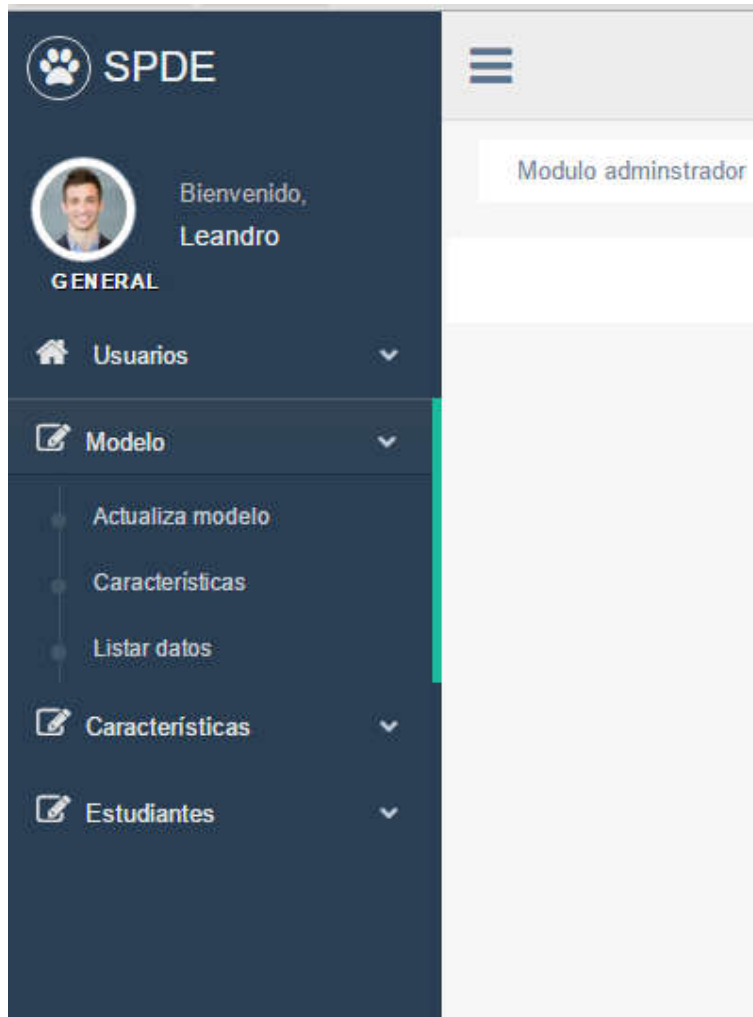 SPDE
Bienvenido,
Leandro
GENERAL
Usuarios
Modelo
Actualiza modelo
Características
Listar datos
Características
Estudiantes
Modulo adminstrador